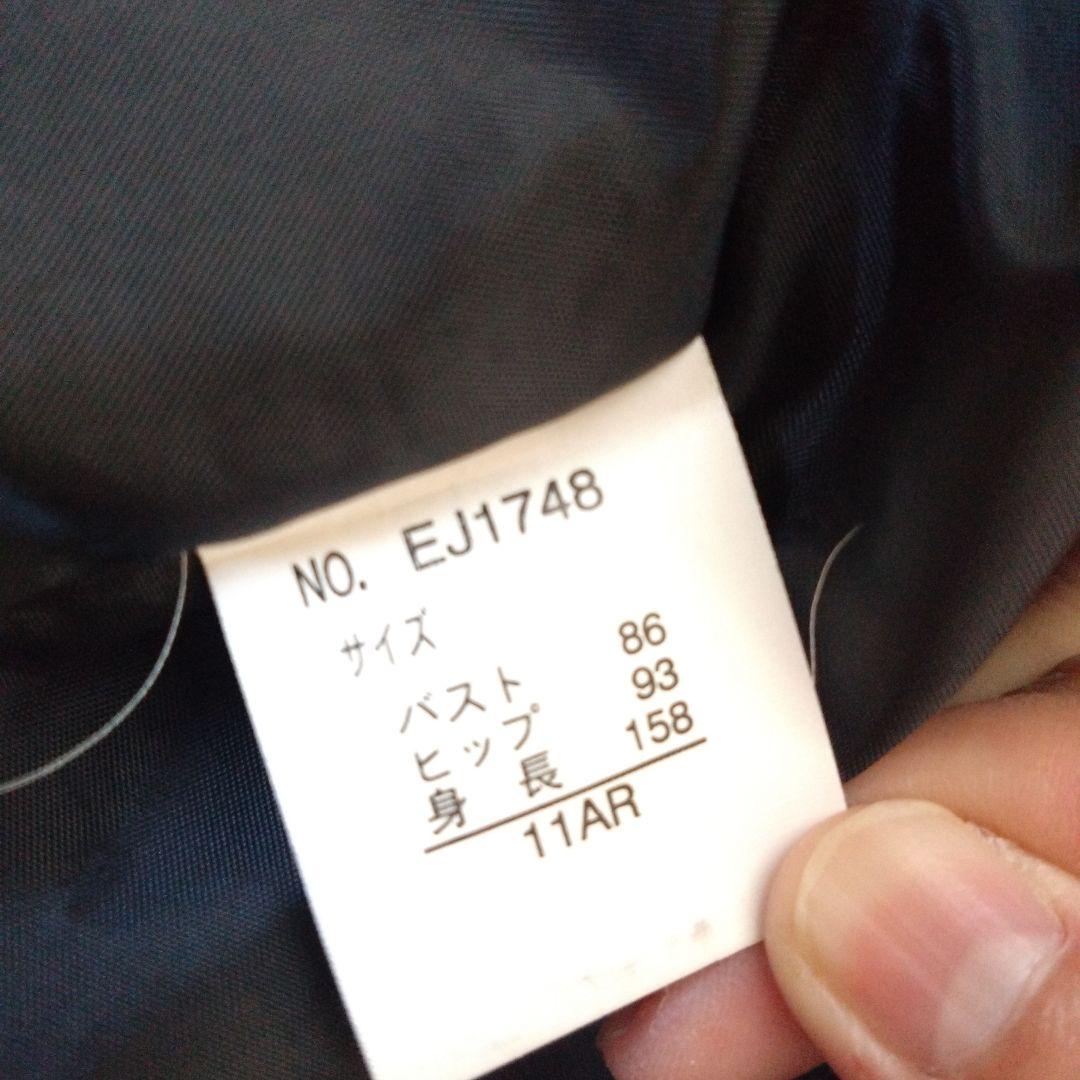 NO. EJ1748
サイズ
バスト 86
ヒップ 93
身長 158
11AR